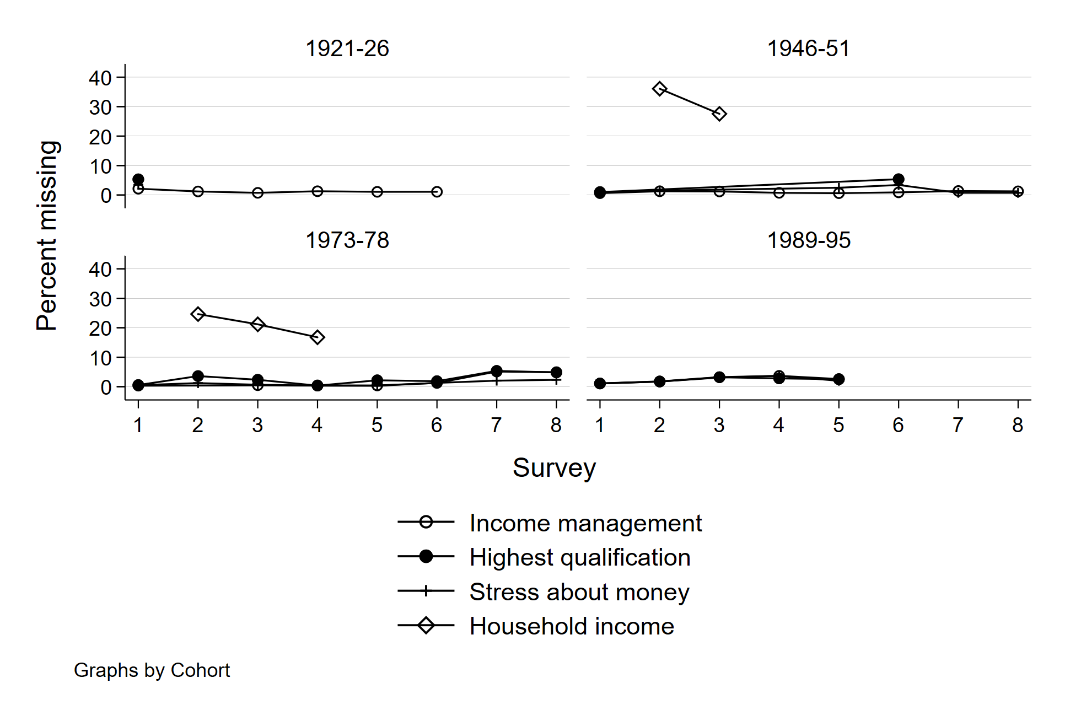 1921-26 1946-51
40
30
20
10
0
Percent missing
1973-78 1989-95
40
30
20
10
0
1 2 3 4 5 6 7 8 1 2 3 4 5 6 7 8
Survey
Income management
Highest qualification
Stress about money
Household income
Graphs by Cohort